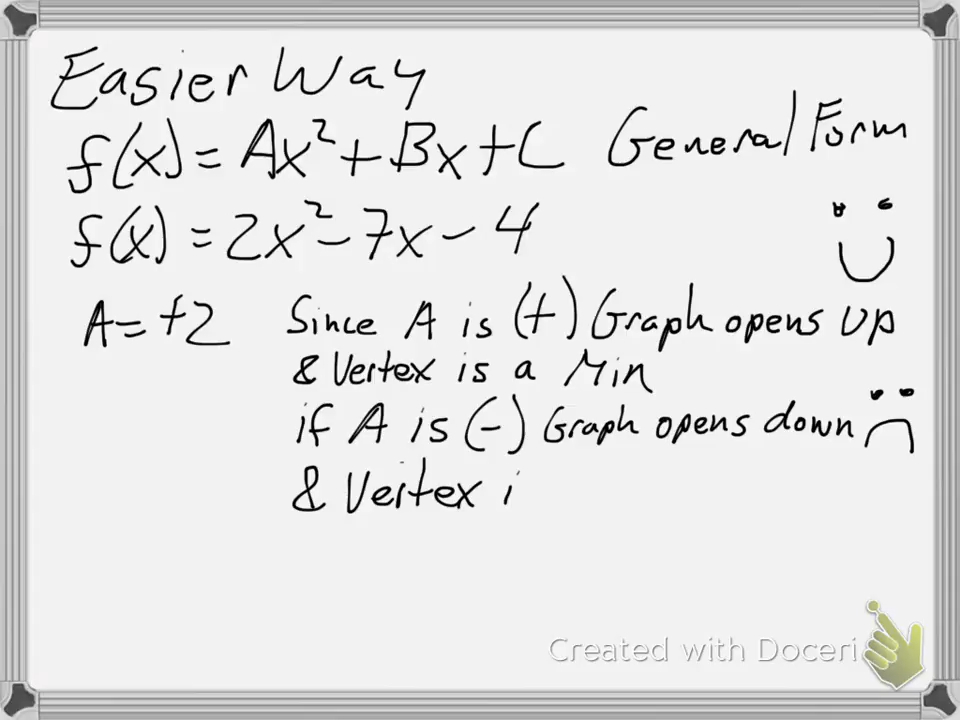 Easier Way
f(x) = Ax² + Bx + C General Form
f(x) = 2x² - 7x - 4
A = +2 Since A is (+) Graph opens up
& Vertex is a Min
if A is (-) Graph opens down
& Vertex i
Created with Doceri